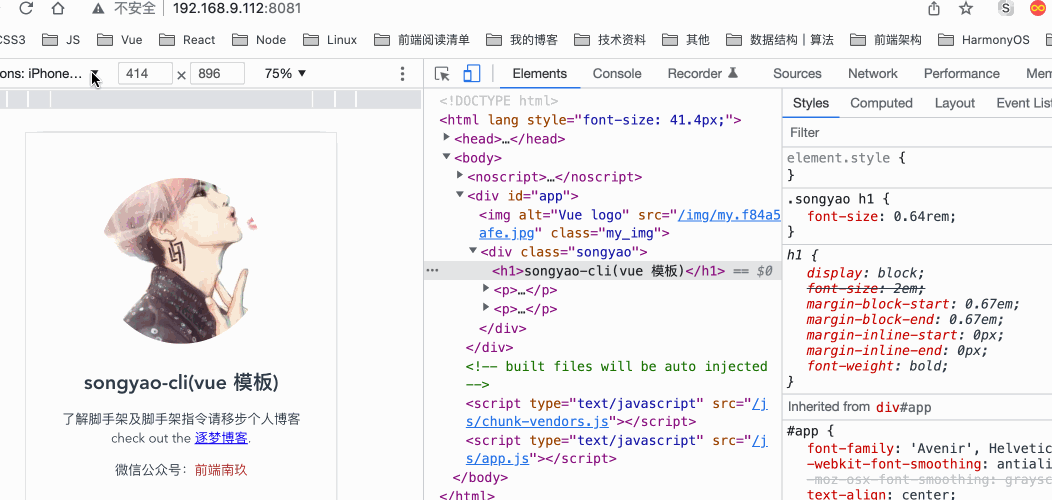 不安全 192.168.9.112:8081
CSS3 JS Vue React Node Linux 前端阅读清单 我的博客 技术资料 其他 数据结构｜算法 前端架构 HarmonyOS
ons: iPhone... 414 × 896 75% ▼
Elements Console Recorder Sources Network Performance Mem
songyao-cli(vue 模板)
了解脚手架及脚手架指令请移步个人博客
check out the 逐梦博客.
微信公众号：前端南玖
<!DOCTYPE html>
<html lang style="font-size: 41.4px;">
<head>…</head>
<body>
<noscript>…</noscript>
<div id="app">
<img alt="Vue logo" src="/img/my.f84a5
afe.jpg" class="my_img">
<div class="songyao">
<h1>songyao-cli(vue 模板)</h1> == $0
<p>…</p>
<p>…</p>
</div>
</div>
<!-- built files will be auto injected
-->
<script type="text/javascript" src="/j
s/chunk-vendors.js"></script>
<script type="text/javascript" src="/j
s/app.js"></script>
</body>
</html>
Styles Computed Layout Event List
Filter
element.style {
}
.songyao h1 {
font-size: 0.64rem;
}
h1 {
display: block;
font-size: 2em;
margin-block-start: 0.67em;
margin-block-end: 0.67em;
margin-inline-start: 0px;
margin-inline-end: 0px;
font-weight: bold;
}
Inherited from div#app
#app {
font-family: 'Avenir', Helvetic
-webkit-font-smoothing: antiali
-moz-osx-font-smoothing: graysc
text-align: center;